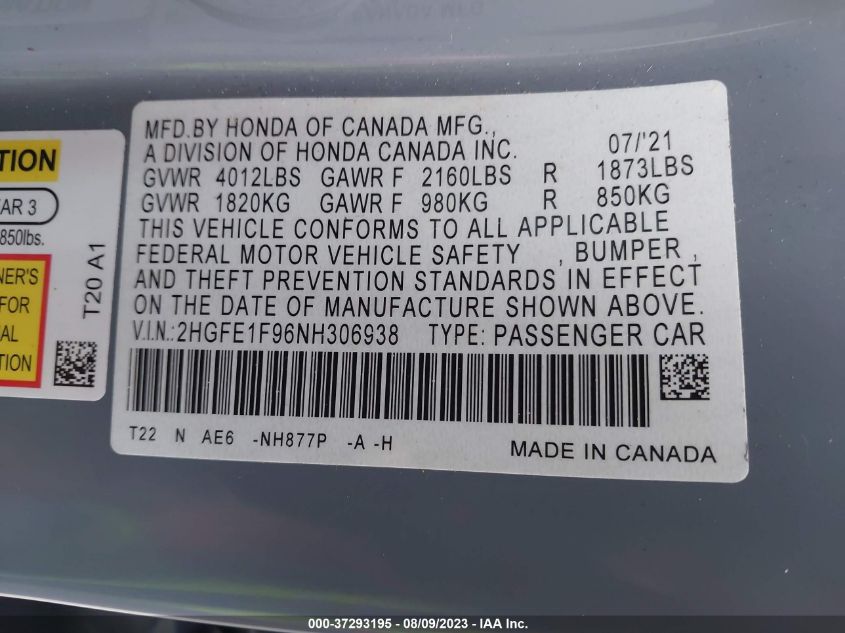 MFD.BY HONDA OF CANADA MFG.,
A DIVISION OF HONDA CANADA INC. 07/'21
GVWR 4012LBS GAWR F 2160LBS R 1873LBS
GVWR 1820KG GAWR F 980KG R 850KG
THIS VEHICLE CONFORMS TO ALL APPLICABLE
FEDERAL MOTOR VEHICLE SAFETY , BUMPER ,
AND THEFT PREVENTION STANDARDS IN EFFECT
ON THE DATE OF MANUFACTURE SHOWN ABOVE.
V.I.N.:2HGFE1F96NH306938 TYPE: PASSENGER CAR
T22 N AE6 -NH877P -A -H
MADE IN CANADA
TION
AR 3
850lbs.
NER'S
FOR
AL
TION
T20 A1
000-37293195 - 08/09/2023 - IAA Inc.